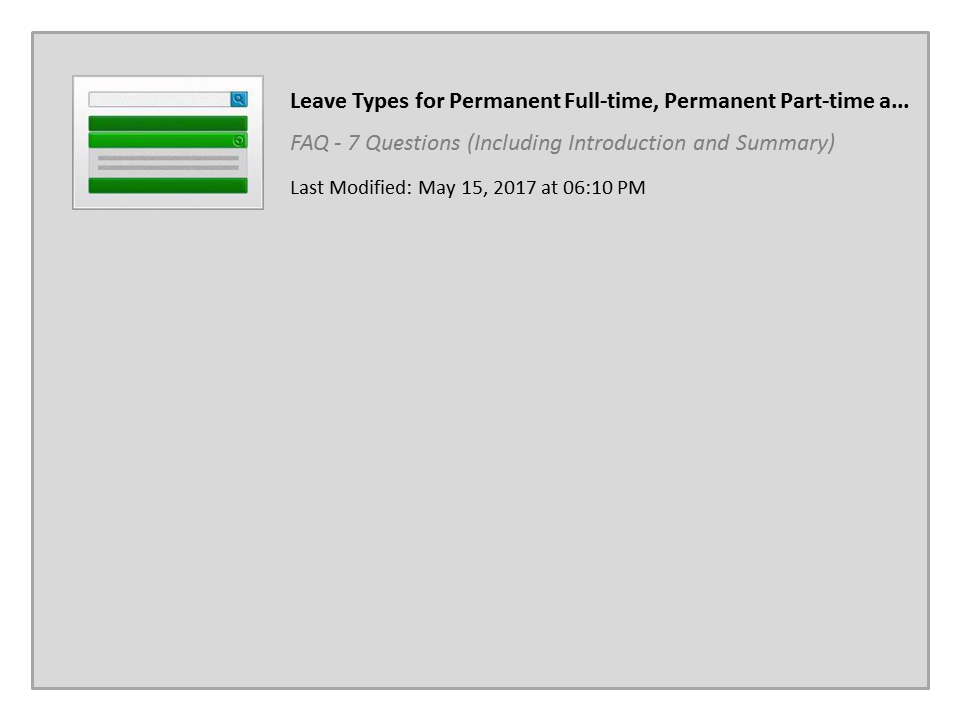 Leave Types for Permanent Full-time, Permanent Part-time a...
FAQ - 7 Questions (Including Introduction and Summary)
Last Modified: May 15, 2017 at 06:10 PM